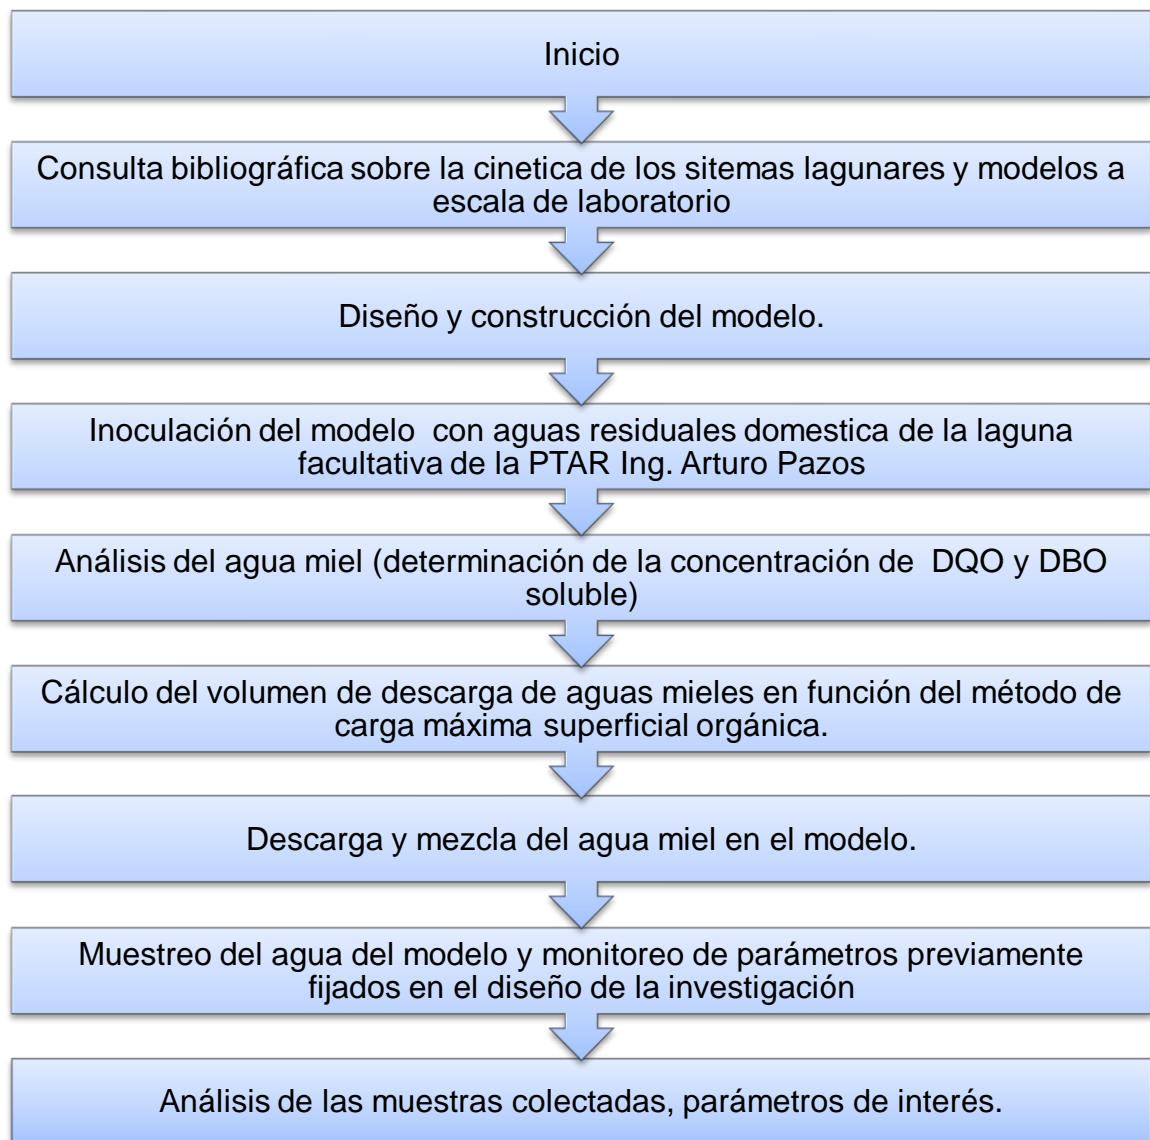 Inicio
Consulta bibliográfica sobre la cinetica de los sitemas lagunares y modelos a
escala de laboratorio
Diseño y construcción del modelo.
Inoculación del modelo con aguas residuales domestica de la laguna
facultativa de la PTAR Ing. Arturo Pazos
Análisis del agua miel (determinación de la concentración de DQO y DBO
soluble)
Cálculo del volumen de descarga de aguas mieles en función del método de
carga máxima superficial orgánica.
Descarga y mezcla del agua miel en el modelo.
Muestreo del agua del modelo y monitoreo de parámetros previamente
fijados en el diseño de la investigación
Análisis de las muestras colectadas, parámetros de interés.